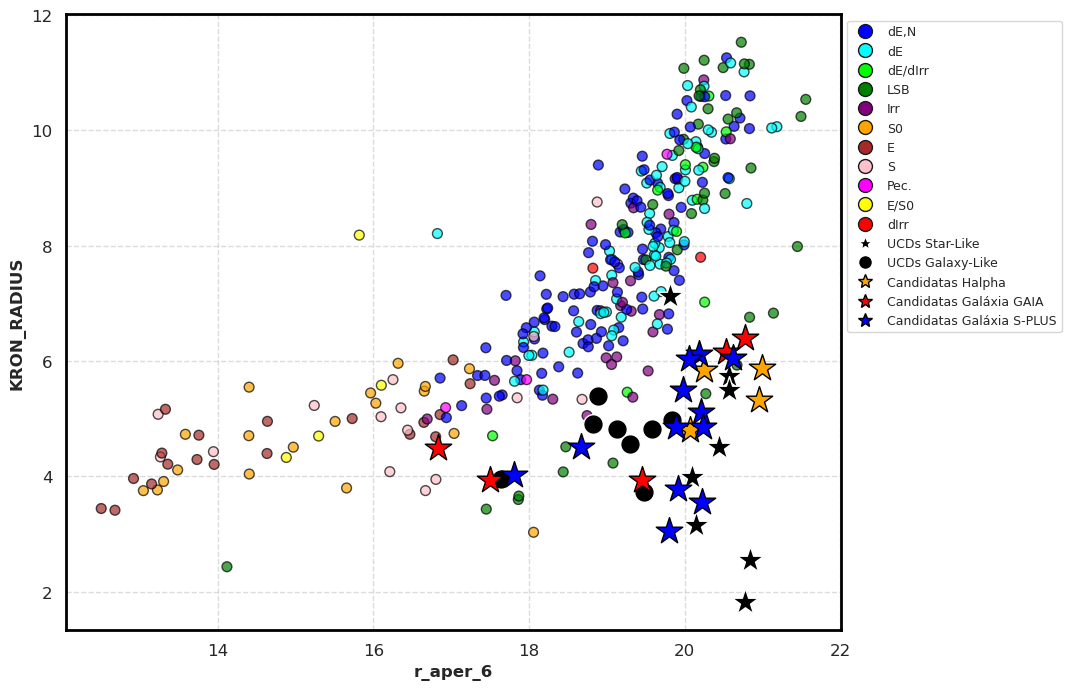 12
10
8
6
4
2
KRON_RADIUS
14
16
18
20
22
r_aper_6
dE,N
dE
dE/dIrr
LSB
Irr
S0
E
S
Pec.
E/S0
dIrr
UCDs Star-Like
UCDs Galaxy-Like
Candidatas Halpha
Candidatas Galáxia GAIA
Candidatas Galáxia S-PLUS